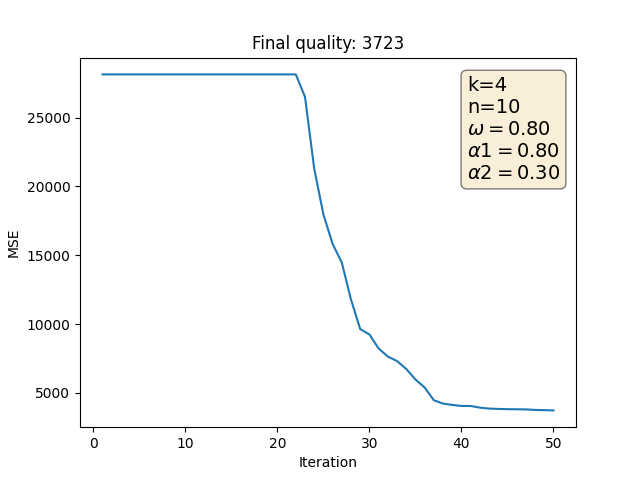 Final quality: 3723
k=4
n=10
ω = 0.80
α1 = 0.80
α2 = 0.30
25000
20000
15000
10000
5000
MSE
0 10 20 30 40 50
Iteration